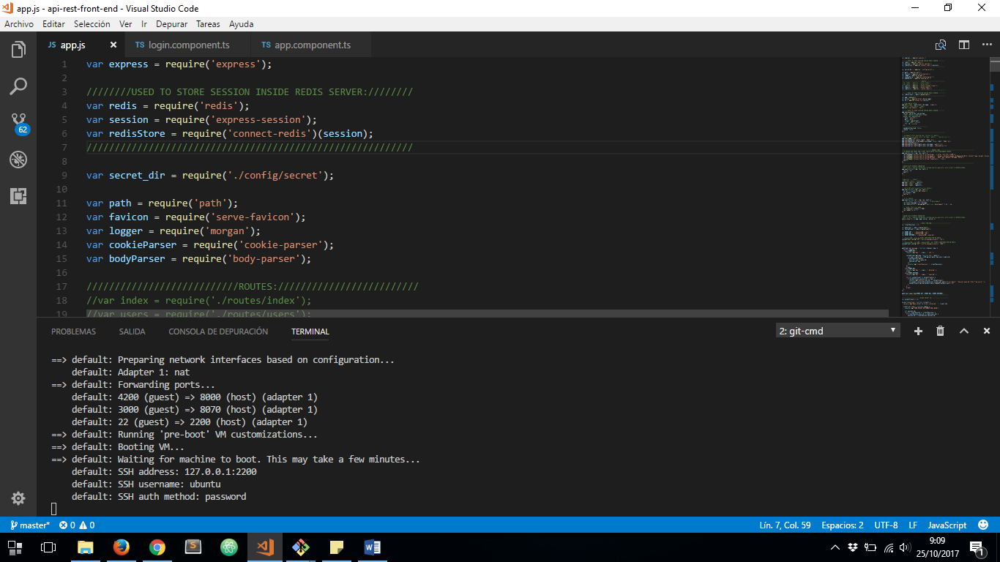 app.js - api-rest-front-end - Visual Studio Code
Archivo Editar Selección Ver Ir Depurar Tareas Ayuda
JS app.js TS login.component.ts TS app.component.ts
1 var express = require('express');
2
3 ////////USED TO STORE SESSION INSIDE REDIS SERVER:////////
4 var redis = require('redis');
5 var session = require('express-session');
6 var redisStore = require('connect-redis')(session);
7 //////////////////////////////////////////////////////////
8
9 var secret_dir = require('./config/secret');
10
11 var path = require('path');
12 var favicon = require('serve-favicon');
13 var logger = require('morgan');
14 var cookieParser = require('cookie-parser');
15 var bodyParser = require('body-parser');
16
17 ///////////////////////////ROUTES://///////////////////////
18 //var index = require('./routes/index');
19 //var users = require('./routes/users');
62
PROBLEMAS SALIDA CONSOLA DE DEPURACIÓN TERMINAL 2: git-cmd
==> default: Preparing network interfaces based on configuration...
default: Adapter 1: nat
==> default: Forwarding ports...
default: 4200 (guest) => 8000 (host) (adapter 1)
default: 3000 (guest) => 8070 (host) (adapter 1)
default: 22 (guest) => 2200 (host) (adapter 1)
==> default: Running 'pre-boot' VM customizations...
==> default: Booting VM...
==> default: Waiting for machine to boot. This may take a few minutes...
default: SSH address: 127.0.0.1:2200
default: SSH username: ubuntu
default: SSH auth method: password
master* 0 0 Lín. 7, Col. 59 Espacios: 2 UTF-8 LF JavaScript
9:09
25/10/2017
1